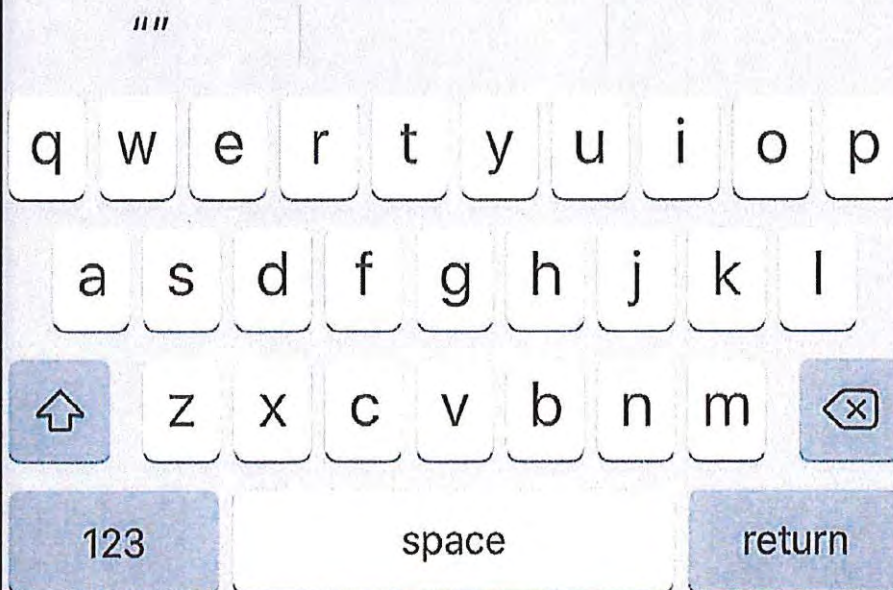 ""
q w e r t y u i o p
a s d f g h j k l
z x c v b n m
123 space return